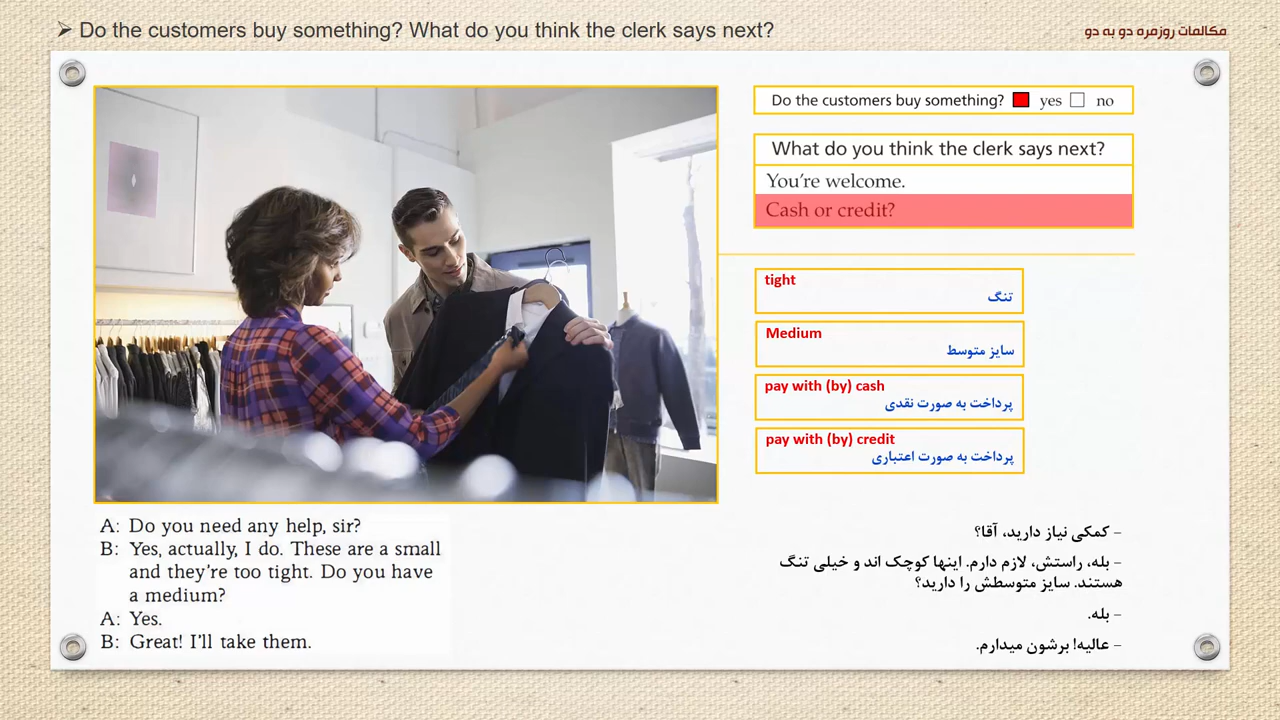 ➢ Do the customers buy something? What do you think the clerk says next?
مکالمات روزمره دو به دو
Do the customers buy something? yes no
What do you think the clerk says next?
You're welcome.
Cash or credit?
tight
تنگ
Medium
سایز متوسط
pay with (by) cash
پرداخت به صورت نقدی
pay with (by) credit
پرداخت به صورت اعتباری
A: Do you need any help, sir?
B: Yes, actually, I do. These are a small
and they're too tight. Do you have
a medium?
A: Yes.
B: Great! I'll take them.
– کمکی نیاز دارید، آقا؟
– بله، راستش، لازم دارم. اینها کوچک اند و خیلی تنگ
هستند. سایز متوسطش را دارید؟
– بله.
– عالیه! برشون میدارم.